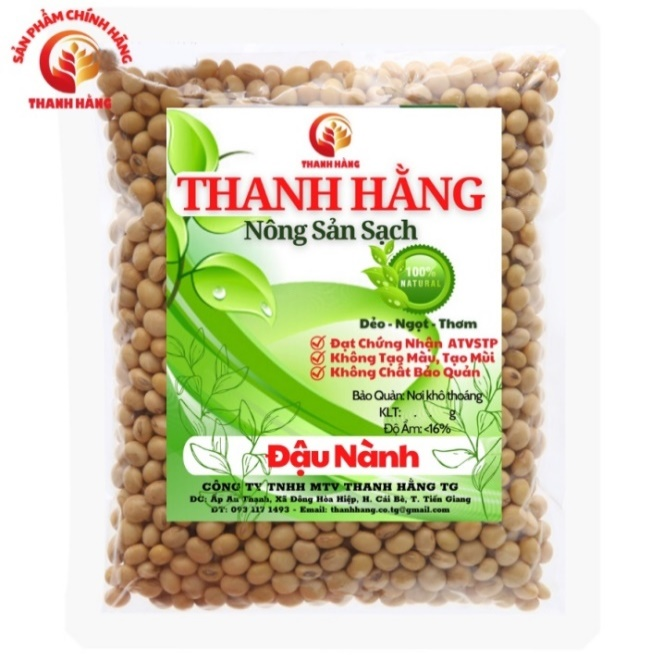 SẢN PHẨM CHÍNH HÃNG
THANH HẰNG
THANH HẰNG
THANH HẰNG
Nông Sản Sạch
100%
NATURAL
Dẻo - Ngọt - Thơm
Đạt Chứng Nhận ATVSTP
Không Tạo Màu, Tạo Mùi
Không Chất Bảo Quản
Bảo Quản: Nơi khô thoáng
KLT: . g
Độ Ẩm: <16%
Đậu Nành
CÔNG TY TNHH MTV THANH HẰNG TG
ĐC: Ấp An Thạnh, Xã Đông Hòa Hiệp, H. Cái Bè, T. Tiền Giang
ĐT: 093 117 1493 - Email: thanhhang.co.tg@gmail.com